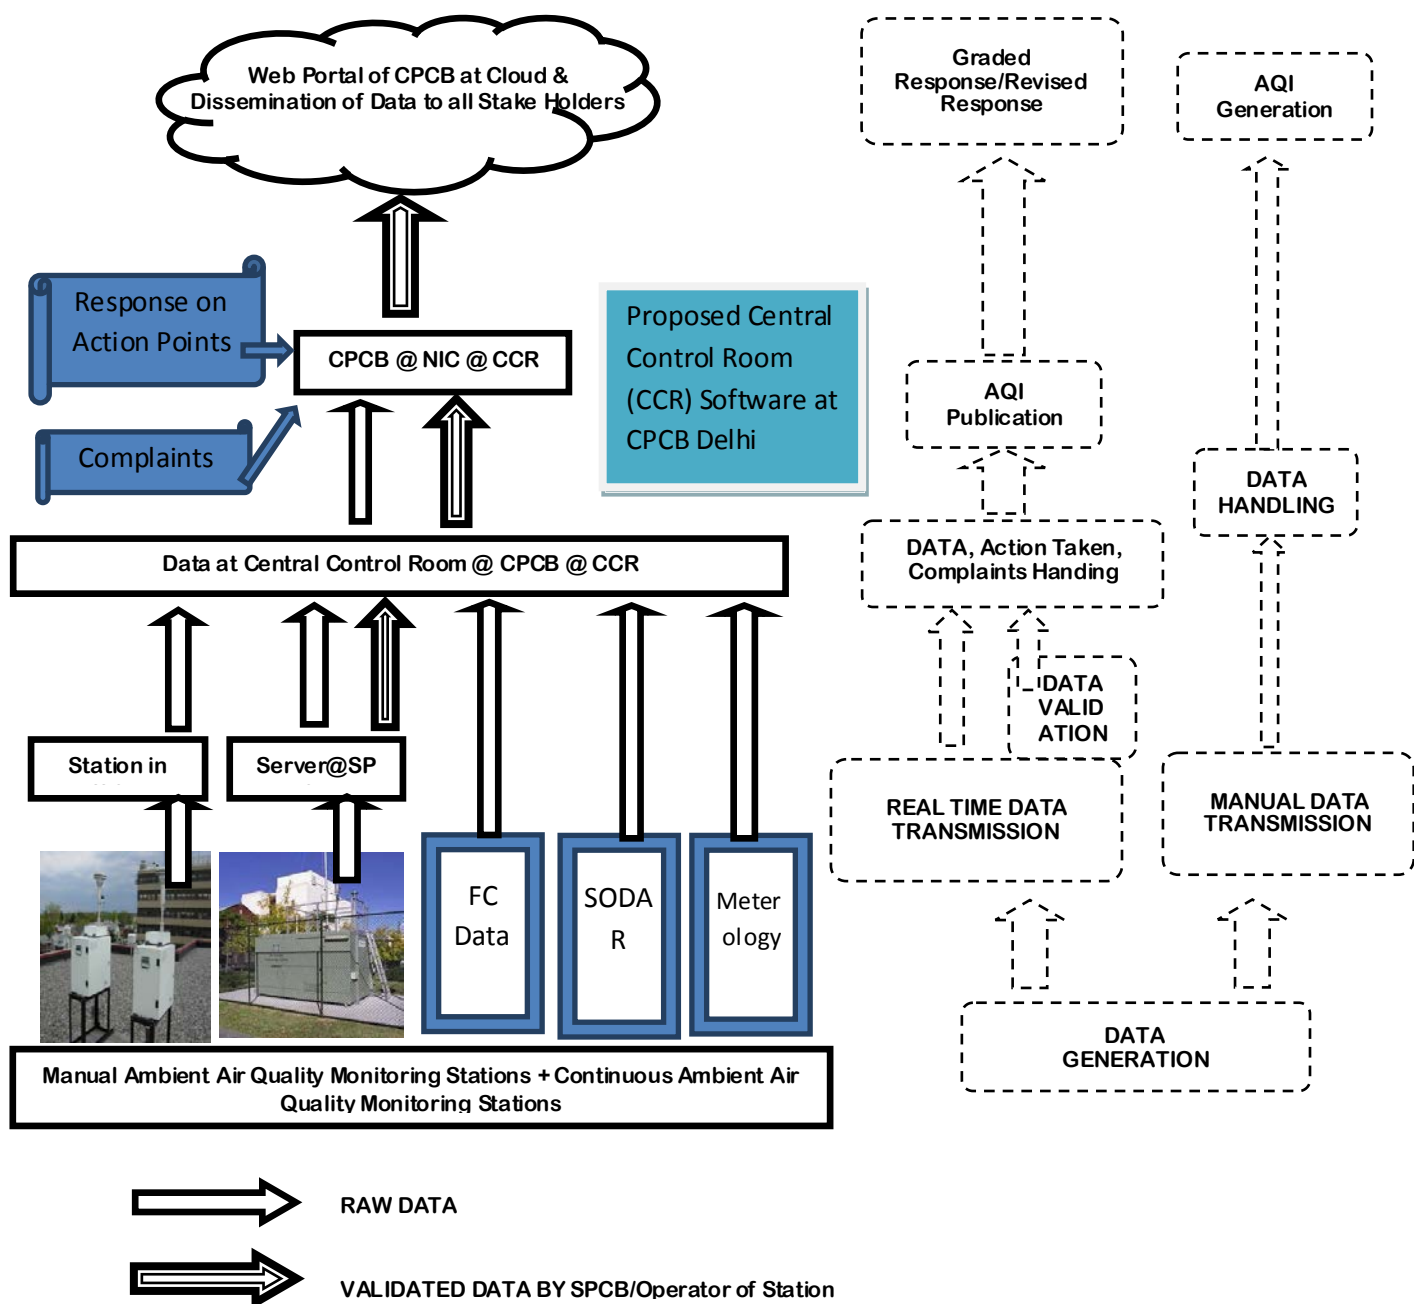 Web Portal of CPCB at Cloud &
Dissemination of Data to all Stake Holders
Response on
Action Points
Complaints
CPCB @ NIC @ CCR
Proposed Central
Control Room
(CCR) Software at
CPCB Delhi
Data at Central Control Room @ CPCB @ CCR
Station in
Server@SP
FC
Data
SODA
R
Meter
ology
Manual Ambient Air Quality Monitoring Stations + Continuous Ambient Air
Quality Monitoring Stations
RAW DATA
VALIDATED DATA BY SPCB/Operator of Station
Graded
Response/Revised
Response
AQI
Generation
AQI
Publication
DATA
HANDLING
DATA, Action Taken,
Complaints Handing
DATA
VALID
ATION
REAL TIME DATA
TRANSMISSION
MANUAL DATA
TRANSMISSION
DATA
GENERATION